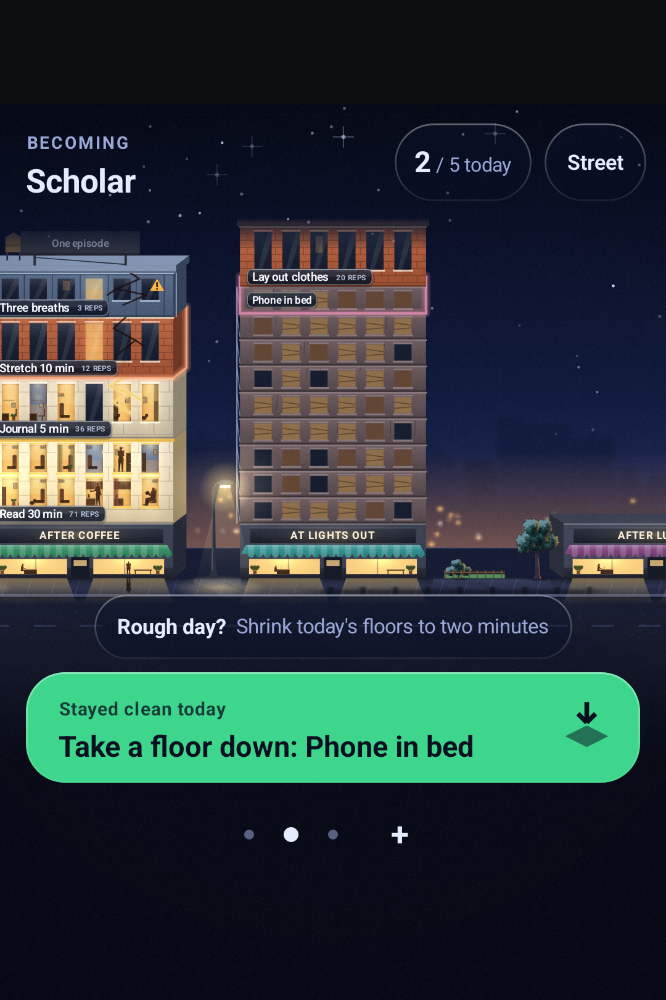 BECOMING
Scholar
2 / 5 today
Street
One episode
Lay out clothes 20 REPS
Phone in bed
Three breaths 3 REPS
Stretch 10 min 12 REPS
Journal 5 min 36 REPS
Read 30 min 71 REPS
AFTER COFFEE
AT LIGHTS OUT
AFTER LU
Rough day? Shrink today's floors to two minutes
Stayed clean today
Take a floor down: Phone in bed
+